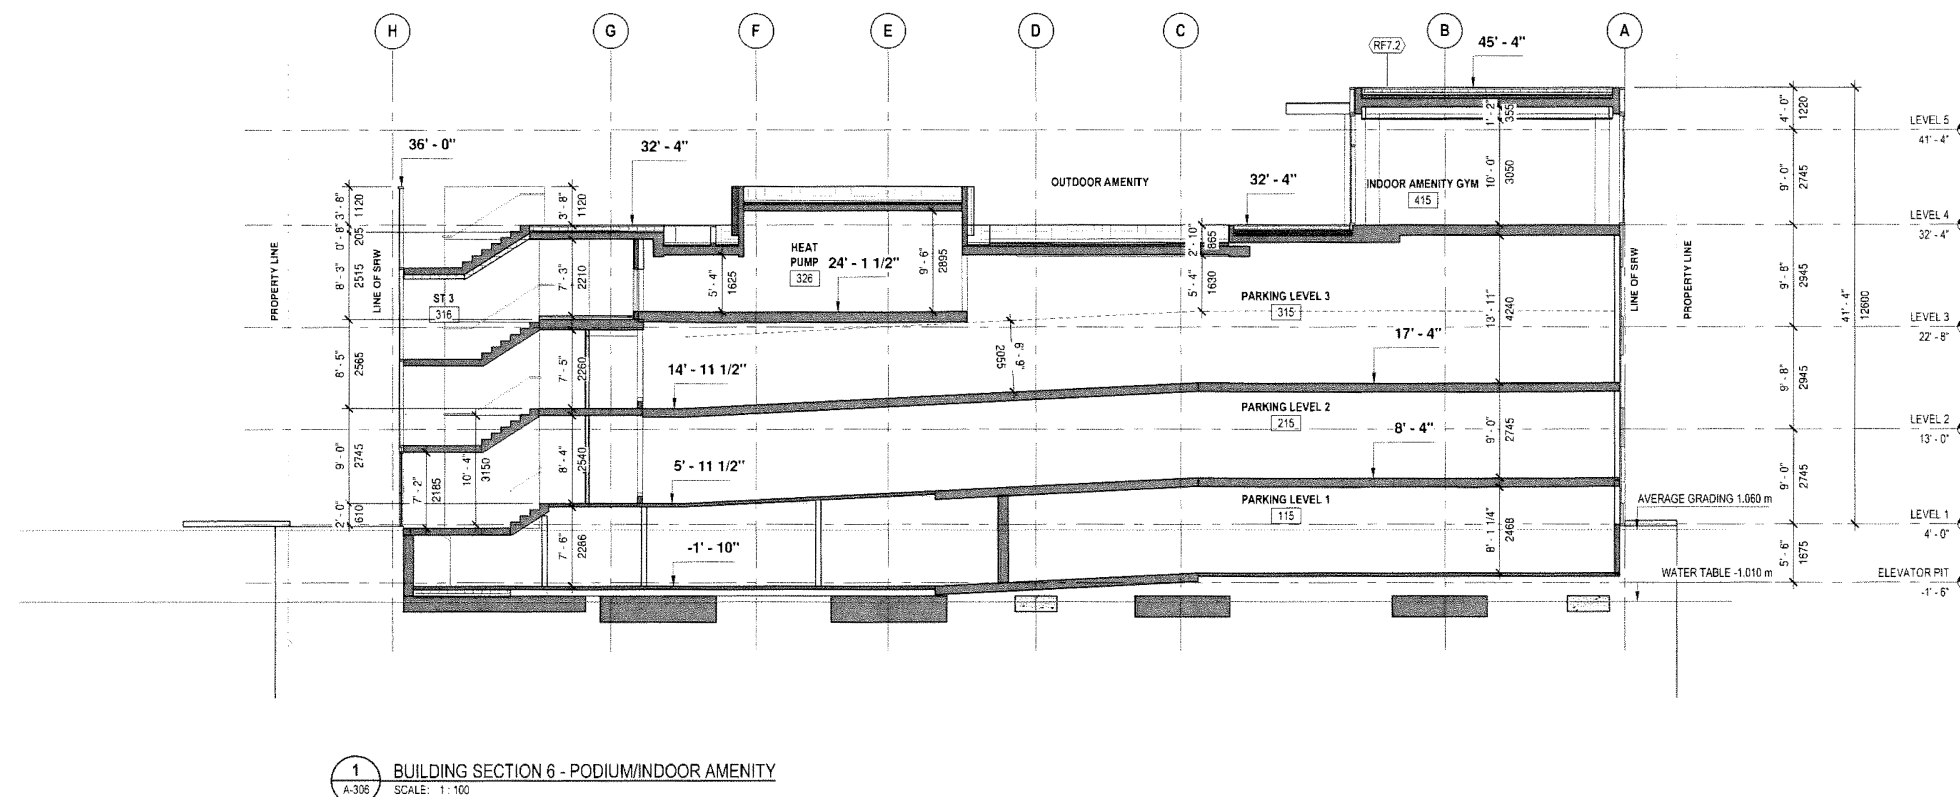 H
G
F
E
D
C
B
A
RF7.2
45' - 4"
36' - 0"
32' - 4"
OUTDOOR AMENITY
32' - 4"
INDOOR AMENITY GYM
415
1' - 2"
355
10' - 0"
3050
4' - 0"
1220
9' - 0"
2745
9' - 8"
2945
9' - 8"
2945
9' - 0"
2745
5' - 6"
1675
41' - 4"
12600
LEVEL 5
41' - 4"
LEVEL 4
32' - 4"
LEVEL 3
22' - 8"
LEVEL 2
13' - 0"
LEVEL 1
4' - 0"
ELEVATOR PIT
-1' - 6"
PROPERTY LINE
LINE OF SRW
3' - 8"
1120
0' - 8"
205
8' - 3"
2515
8' - 5"
2565
9' - 0"
2745
2' - 0"
610
3' - 8"
1120
7' - 3"
2210
7' - 5"
2260
8' - 4"
2540
7' - 6"
2286
7' - 2"
2185
10' - 4"
3150
ST 3
316
HEAT
PUMP
326
24' - 1 1/2"
5' - 4"
1625
9' - 6"
2895
2' - 10"
865
5' - 4"
1630
6' - 9"
2055
PARKING LEVEL 3
315
13' - 11"
4240
17' - 4"
14' - 11 1/2"
PARKING LEVEL 2
215
9' - 0"
2745
8' - 4"
5' - 11 1/2"
PARKING LEVEL 1
115
8' - 1 1/4"
2468
-1' - 10"
LINE OF SRW
PROPERTY LINE
AVERAGE GRADING 1.060 m
WATER TABLE -1.010 m
1
A-306
BUILDING SECTION 6 - PODIUM/INDOOR AMENITY
SCALE: 1 : 100